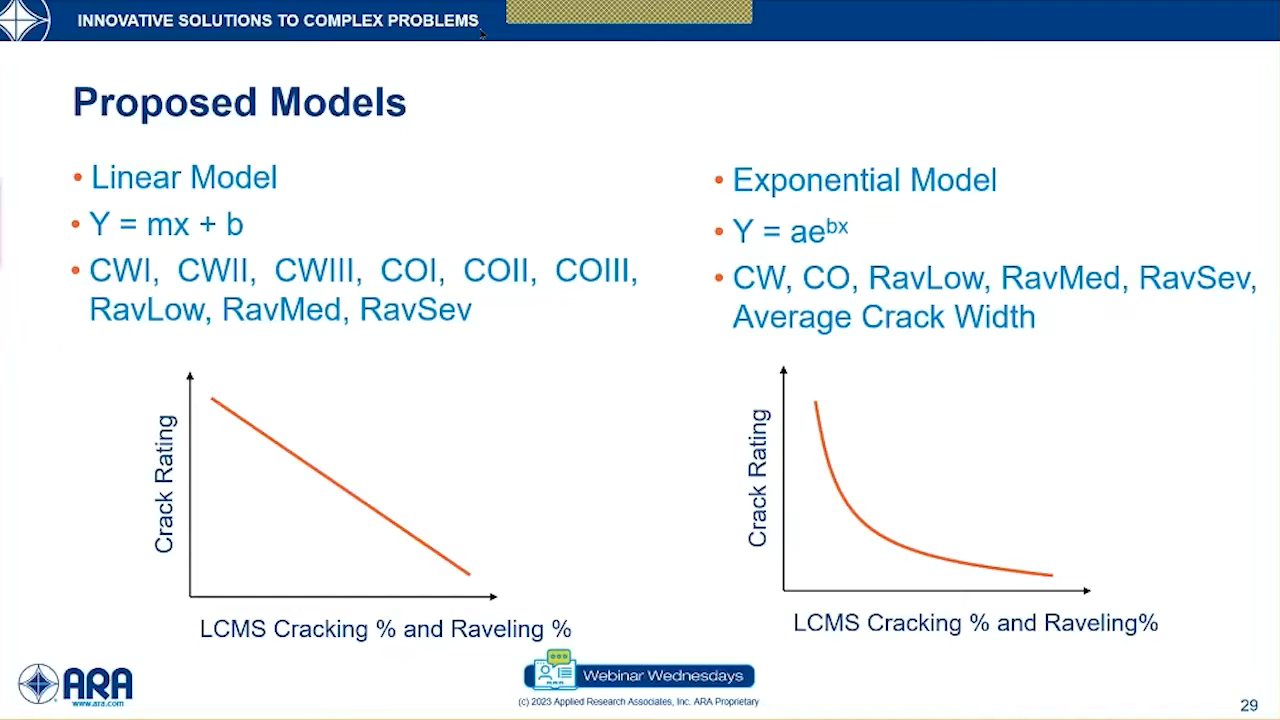 INNOVATIVE SOLUTIONS TO COMPLEX PROBLEMS
Proposed Models
• Linear Model
• Y = mx + b
• CWI, CWII, CWIII, COI, COII, COIII,
RavLow, RavMed, RavSev
Crack Rating
LCMS Cracking % and Raveling %
• Exponential Model
• Y = ae^bx
• CW, CO, RavLow, RavMed, RavSev,
Average Crack Width
Crack Rating
LCMS Cracking % and Raveling%
ARA
www.ara.com
Webinar Wednesdays
(c) 2023 Applied Research Associates, Inc. ARA Proprietary
29